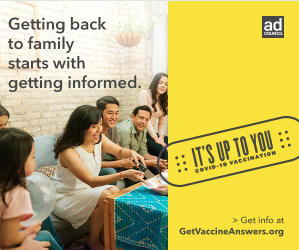 Getting back
to family
starts with
getting informed.
ad
COUNCIL
IT'S UP TO YOU
COVID-19 VACCINATION
> Get info at
GetVaccineAnswers.org